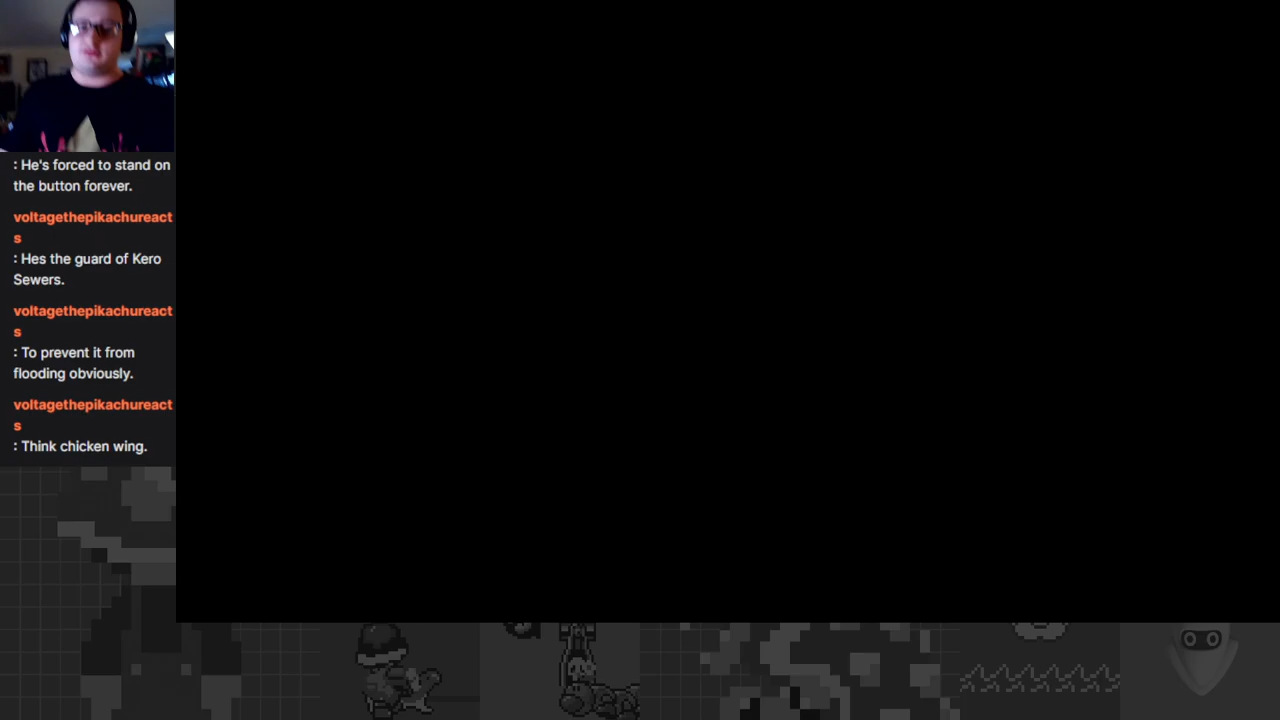 : He's forced to stand on
the button forever.
voltagethepikachureact
s
: Hes the guard of Kero
Sewers.
voltagethepikachureact
s
: To prevent it from
flooding obviously.
voltagethepikachureact
s
: Think chicken wing.